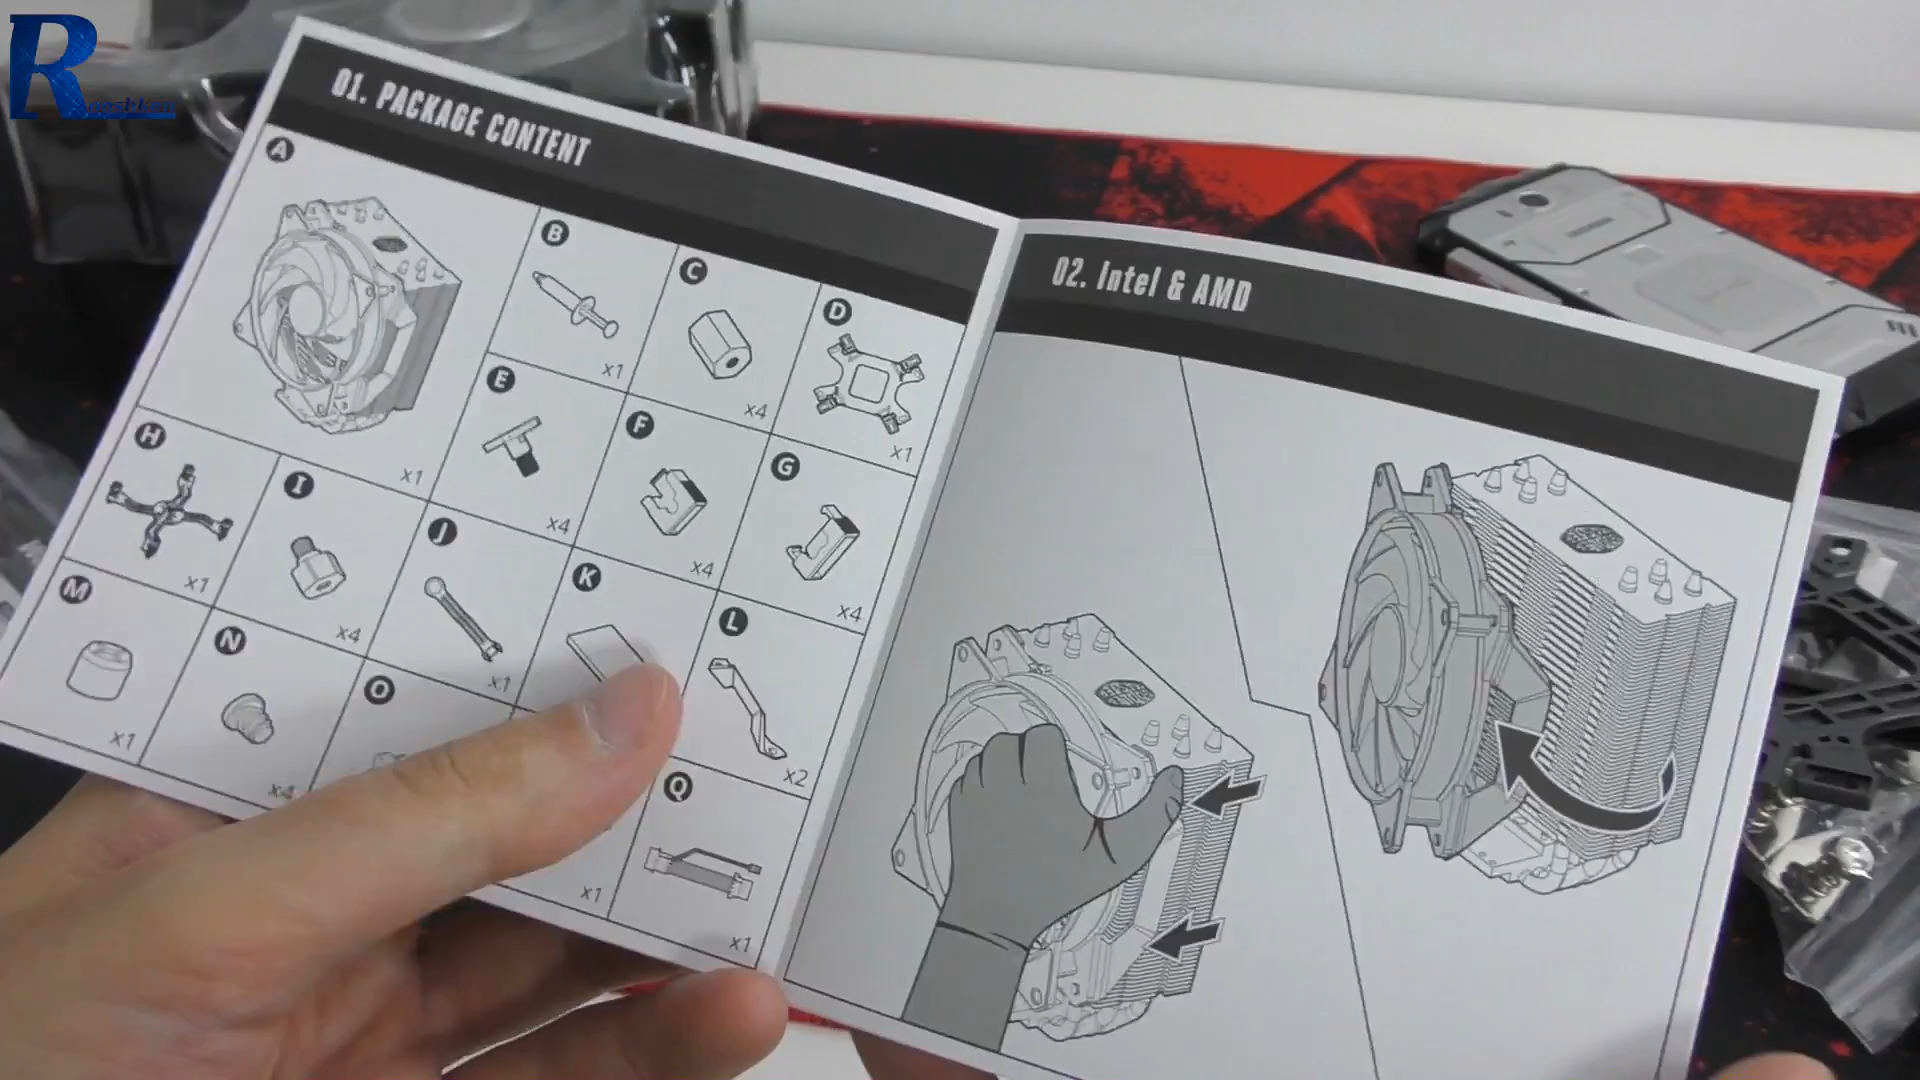 01. PACKAGE CONTENT
A
x1
B
x1
C
x4
D
x1
E
x4
F
x4
G
x4
H
x1
I
x4
J
x1
K
L
x2
M
x1
N
x4
O
x1
Q
x1
02. Intel & AMD